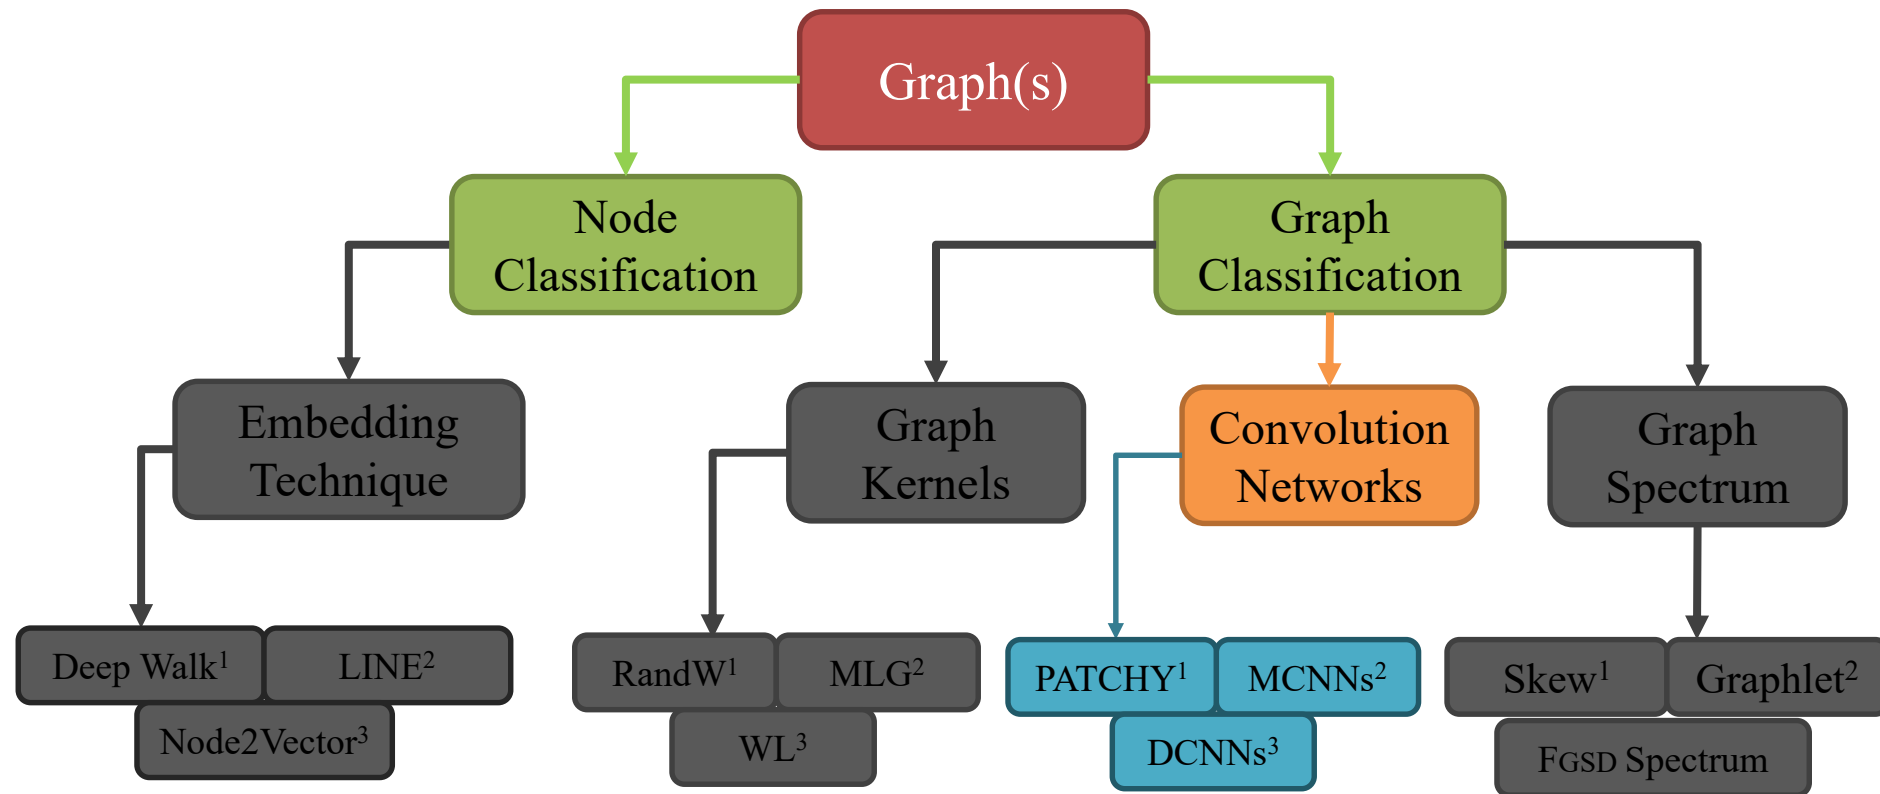 Graph(s)
Node
Classification
Graph
Classification
Embedding
Technique
Graph
Kernels
Convolution
Networks
Graph
Spectrum
Deep Walk¹
LINE²
Node2Vector³
RandW¹
MLG²
WL³
PATCHY¹
MCNNs²
DCNNs³
Skew¹
Graphlet²
FGSD Spectrum